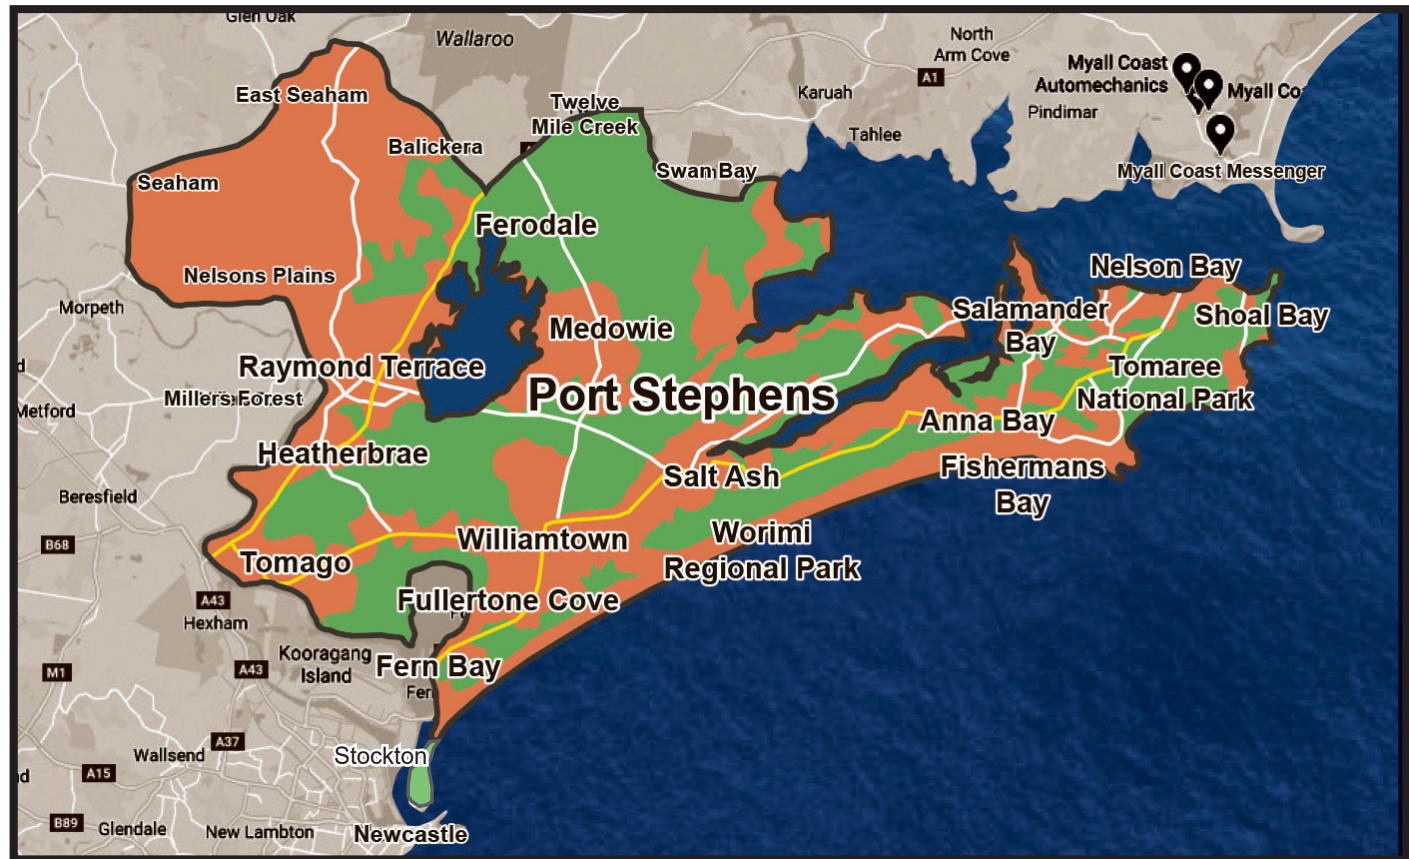 Glen Oak
Wallaroo
North
Arm Cove
A1
Myall Coast
Automechanics
Myall Co
Pindimar
Myall Coast Messenger
Karuah
Tahlee
East Seaham
Twelve
Mile Creek
Balickera
Swan Bay
Seaham
Ferodale
Nelsons Plains
Nelson Bay
Morpeth
Medowie
Salamander
Bay
Shoal Bay
Raymond Terrace
Tomaree
National Park
Port Stephens
Millers Forest
Metford
Anna Bay
Heatherbrae
Salt Ash
Fishermans
Bay
Beresfield
B68
Williamtown
Worimi
Regional Park
Tomago
A43
Fullertone Cove
Hexham
Kooragang
Island
M1
A43
Fern Bay
Fern
A37
Wallsend
Stockton
A15
B89
Glendale
New Lambton
Newcastle